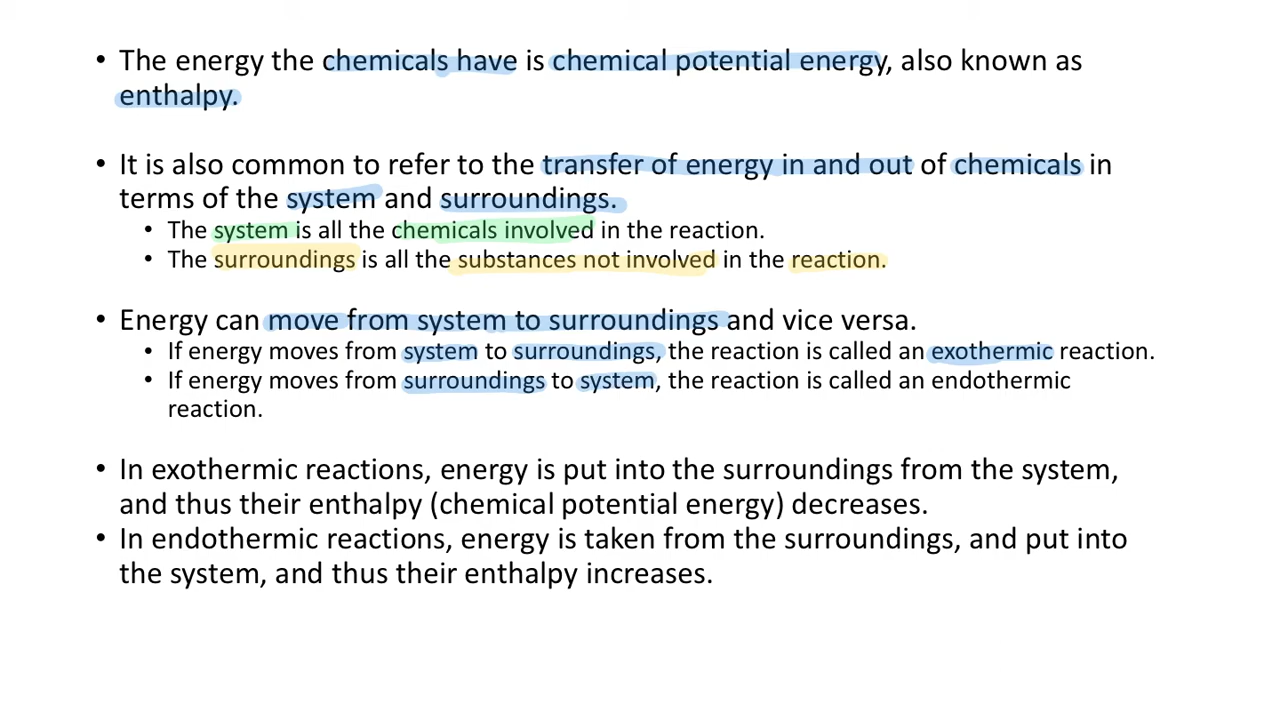 • The energy the chemicals have is chemical potential energy, also known as
enthalpy.
• It is also common to refer to the transfer of energy in and out of chemicals in
terms of the system and surroundings.
• The system is all the chemicals involved in the reaction.
• The surroundings is all the substances not involved in the reaction.
• Energy can move from system to surroundings and vice versa.
• If energy moves from system to surroundings, the reaction is called an exothermic reaction.
• If energy moves from surroundings to system, the reaction is called an endothermic
reaction.
• In exothermic reactions, energy is put into the surroundings from the system,
and thus their enthalpy (chemical potential energy) decreases.
• In endothermic reactions, energy is taken from the surroundings, and put into
the system, and thus their enthalpy increases.